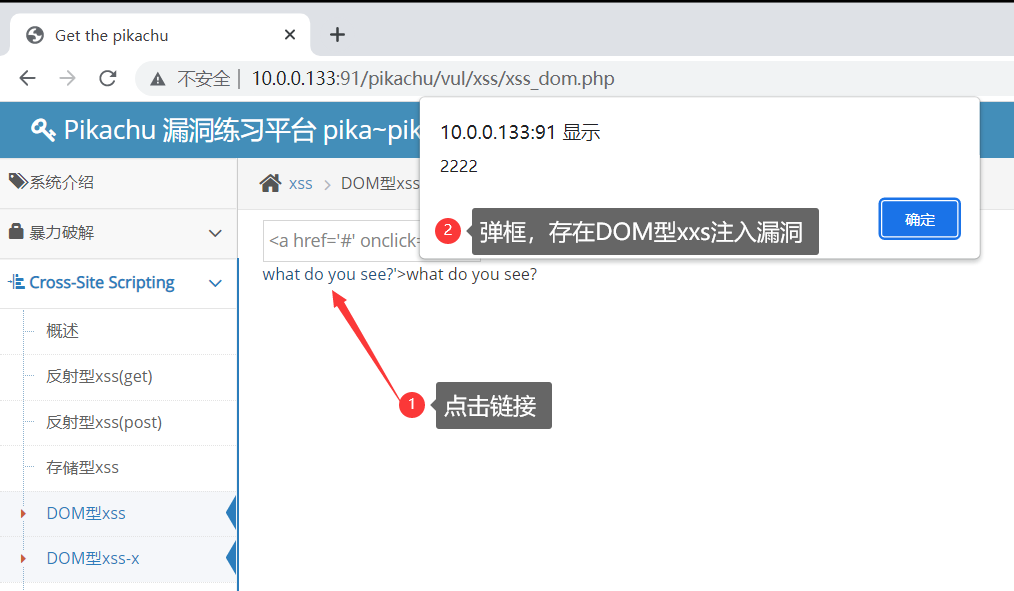 Get the pikachu
不安全 | 10.0.0.133:91/pikachu/vul/xss/xss_dom.php
Pikachu 漏洞练习平台 pika~pik
10.0.0.133:91 显示
2222
确定
系统介绍
xss > DOM型xss
暴力破解
<a href='#' onclick=
2 弹框，存在DOM型xxs注入漏洞
what do you see?'>what do you see?
Cross-Site Scripting
概述
反射型xss(get)
1 点击链接
反射型xss(post)
存储型xss
DOM型xss
DOM型xss-x